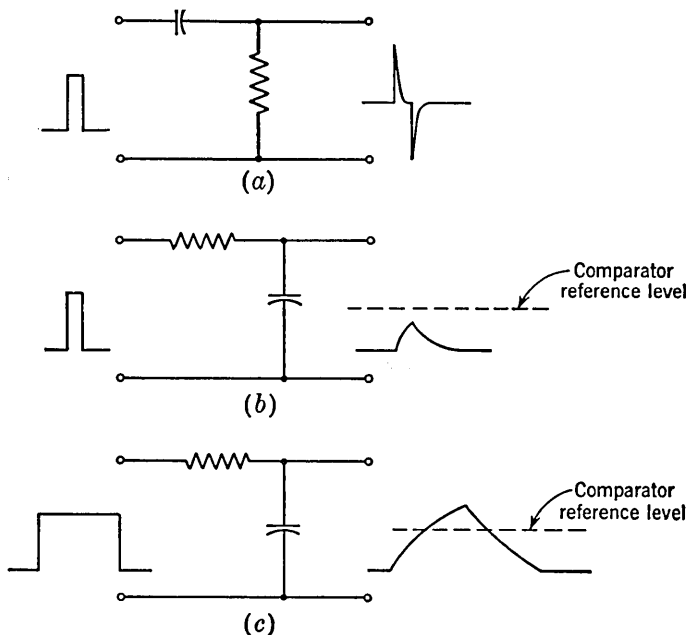 (a)
Comparator
reference level
(b)
Comparator
reference level
(c)